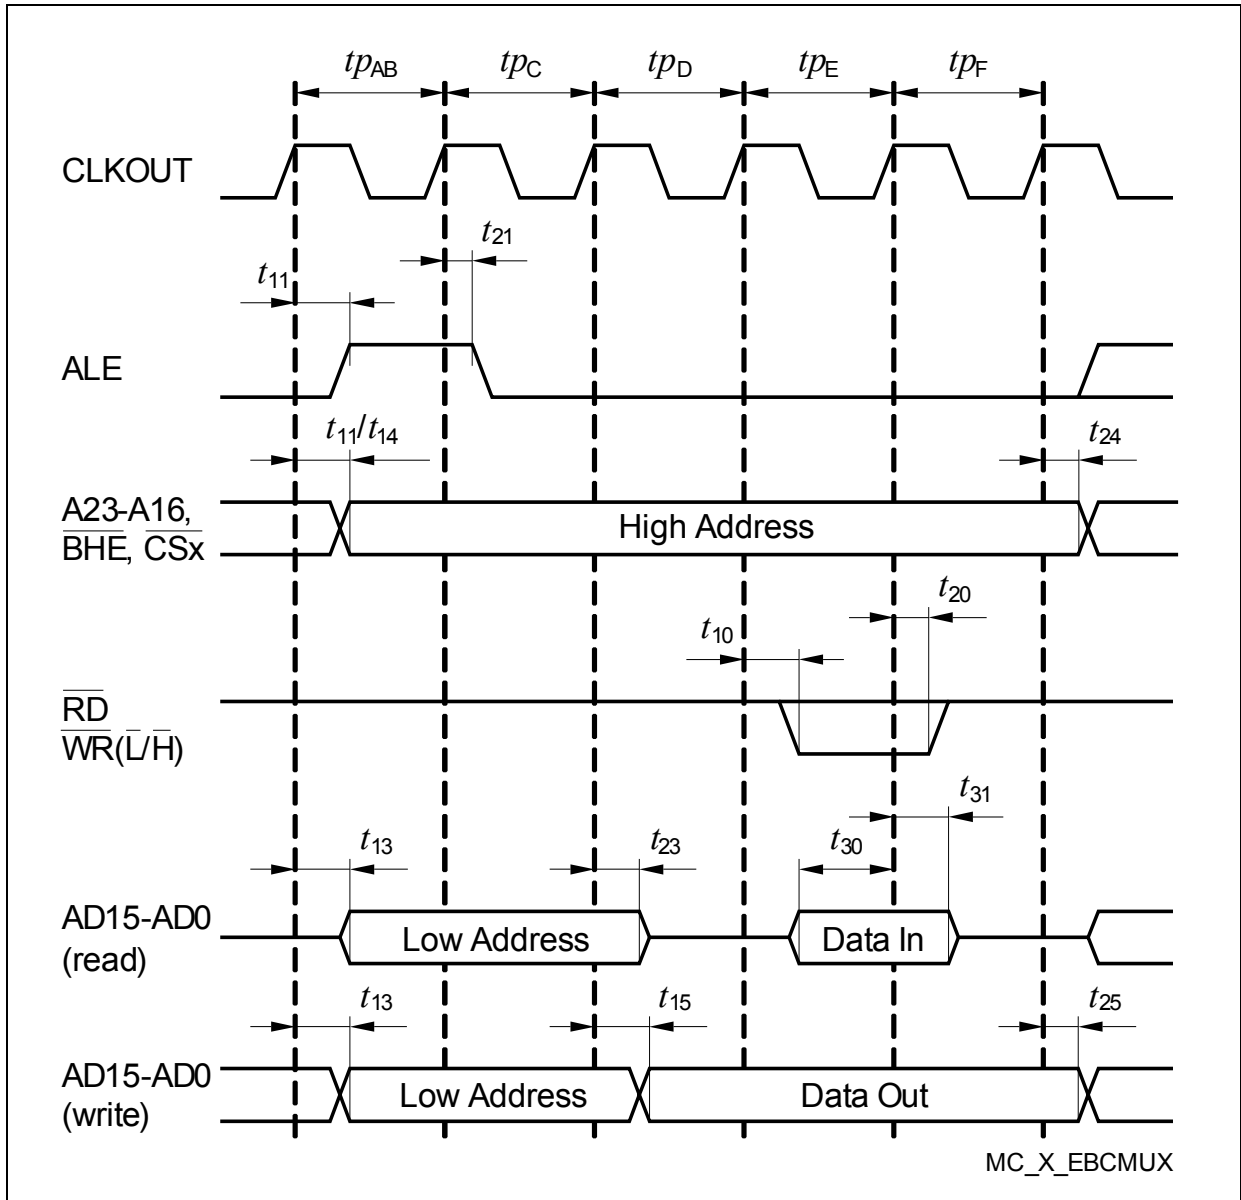 tpAB tpC tpD tpE tpF
CLKOUT
t21
t11
ALE
t11/t14 t24
A23-A16,
BHE, CSx
High Address
t20
t10
RD
WR(L/H)
t31
t13 t23 t30
AD15-AD0
(read)
Low Address Data In
t13 t15 t25
AD15-AD0
(write)
Low Address Data Out
MC_X_EBCMUX